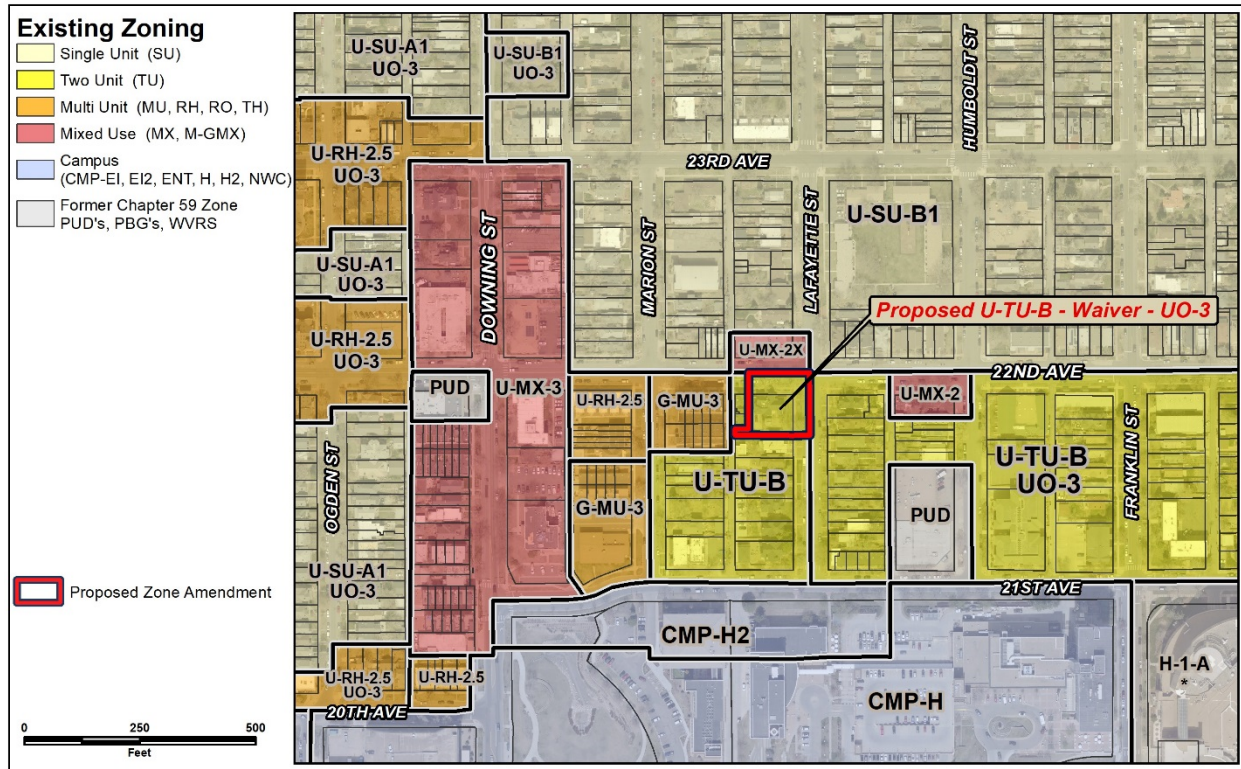 Existing Zoning
Single Unit (SU)
Two Unit (TU)
Multi Unit (MU, RH, RO, TH)
Mixed Use (MX, M-GMX)
Campus
(CMP-EI, EI2, ENT, H, H2, NWC)
Former Chapter 59 Zone
PUD's, PBG's, WVRS
Proposed Zone Amendment
0 250 500
Feet
U-SU-A1
UO-3
U-SU-B1
UO-3
HUMBOLDT ST
U-RH-2.5
UO-3
23RD AVE
DOWNING ST
MARION ST
LAFAYETTE ST
U-SU-B1
U-SU-A1
UO-3
Proposed U-TU-B - Waiver - UO-3
U-RH-2.5
UO-3
U-MX-2X
22ND AVE
PUD
U-MX-3
U-RH-2.5
G-MU-3
U-MX-2
OGDEN ST
U-TU-B
U-TU-B
UO-3
FRANKLIN ST
G-MU-3
PUD
U-SU-A1
UO-3
21ST AVE
CMP-H2
U-RH-2.5
UO-3
U-RH-2.5
CMP-H
H-1-A
*
20TH AVE